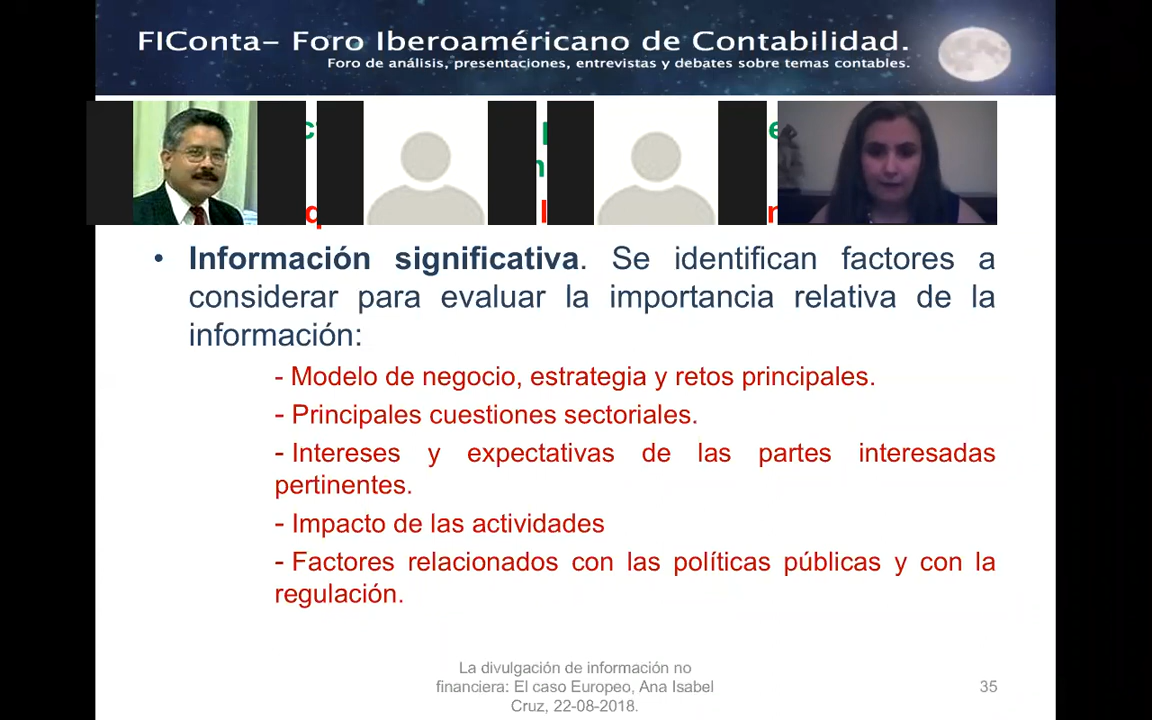 FIConta– Foro Iberoaméricano de Contabilidad.
Foro de análisis, presentaciones, entrevistas y debates sobre temas contables.
• Información significativa. Se identifican factores a
considerar para evaluar la importancia relativa de la
información:
- Modelo de negocio, estrategia y retos principales.
- Principales cuestiones sectoriales.
- Intereses y expectativas de las partes interesadas
pertinentes.
- Impacto de las actividades
- Factores relacionados con las políticas públicas y con la
regulación.
La divulgación de información no
financiera: El caso Europeo, Ana Isabel
Cruz, 22-08-2018.
35